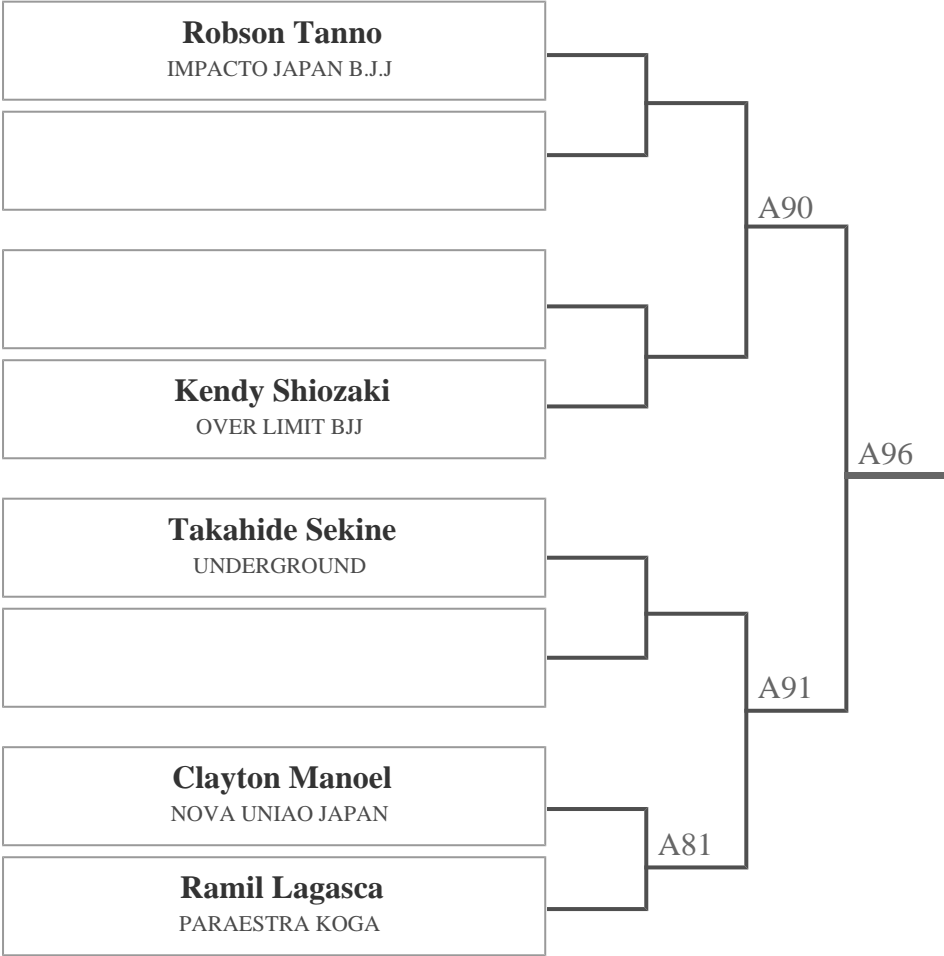 Robson Tanno
IMPACTO JAPAN B.J.J
A90
Kendy Shiozaki
OVER LIMIT BJJ
A96
Takahide Sekine
UNDERGROUND
A91
Clayton Manoel
NOVA UNIAO JAPAN
A81
Ramil Lagasca
PARAESTRA KOGA